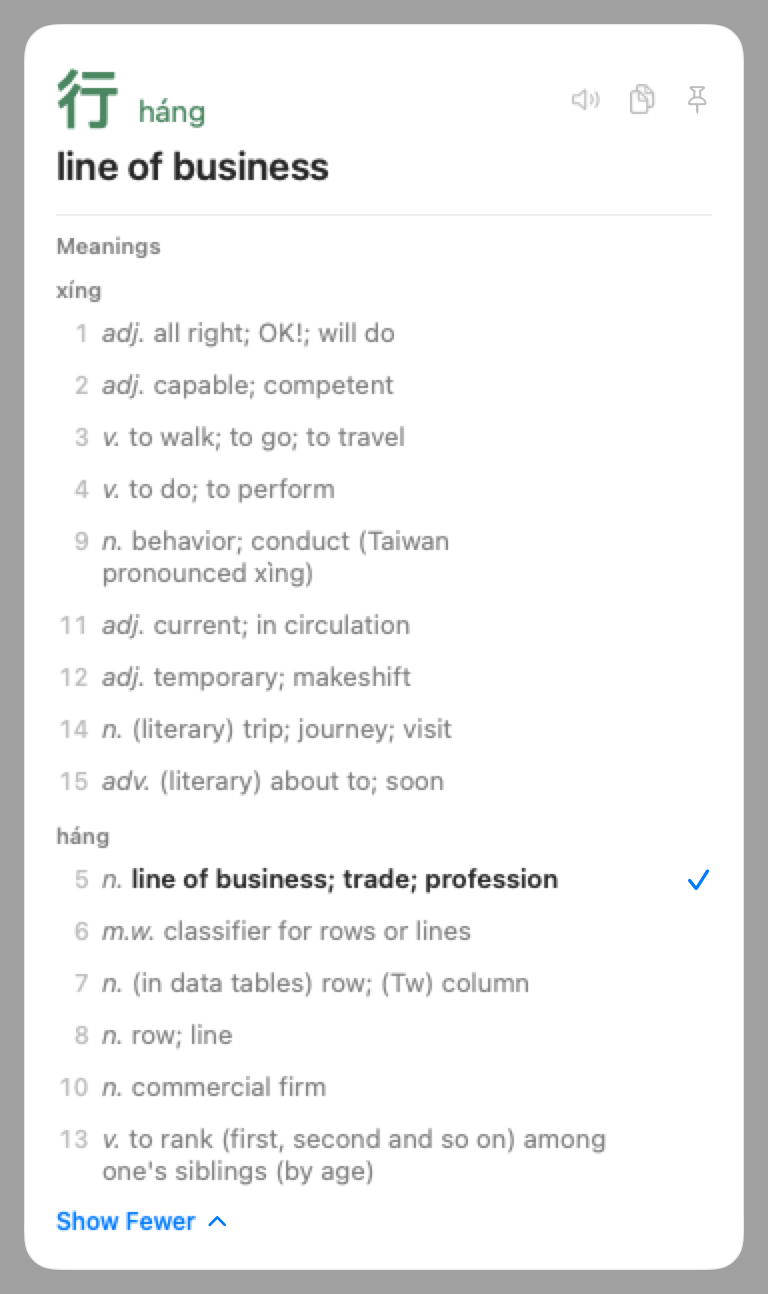 行 háng
line of business
Meanings
xíng
1 adj. all right; OK!; will do
2 adj. capable; competent
3 v. to walk; to go; to travel
4 v. to do; to perform
9 n. behavior; conduct (Taiwan
pronounced xìng)
11 adj. current; in circulation
12 adj. temporary; makeshift
14 n. (literary) trip; journey; visit
15 adv. (literary) about to; soon
háng
5 n. line of business; trade; profession
6 m.w. classifier for rows or lines
7 n. (in data tables) row; (Tw) column
8 n. row; line
10 n. commercial firm
13 v. to rank (first, second and so on) among
one's siblings (by age)
Show Fewer